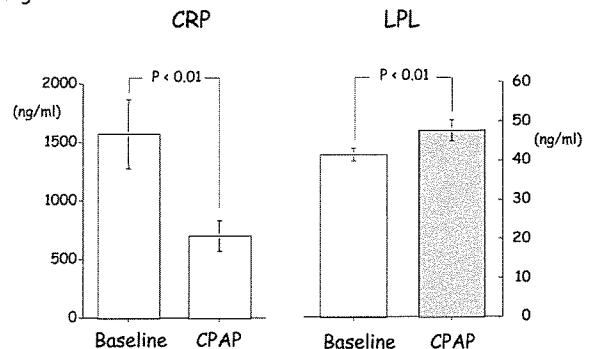 CRP
LPL
P < 0.01
P < 0.01
2000
(ng/ml)
1500
1000
500
0
60
50
(ng/ml)
40
30
20
10
0
Baseline
CPAP
Baseline
CPAP